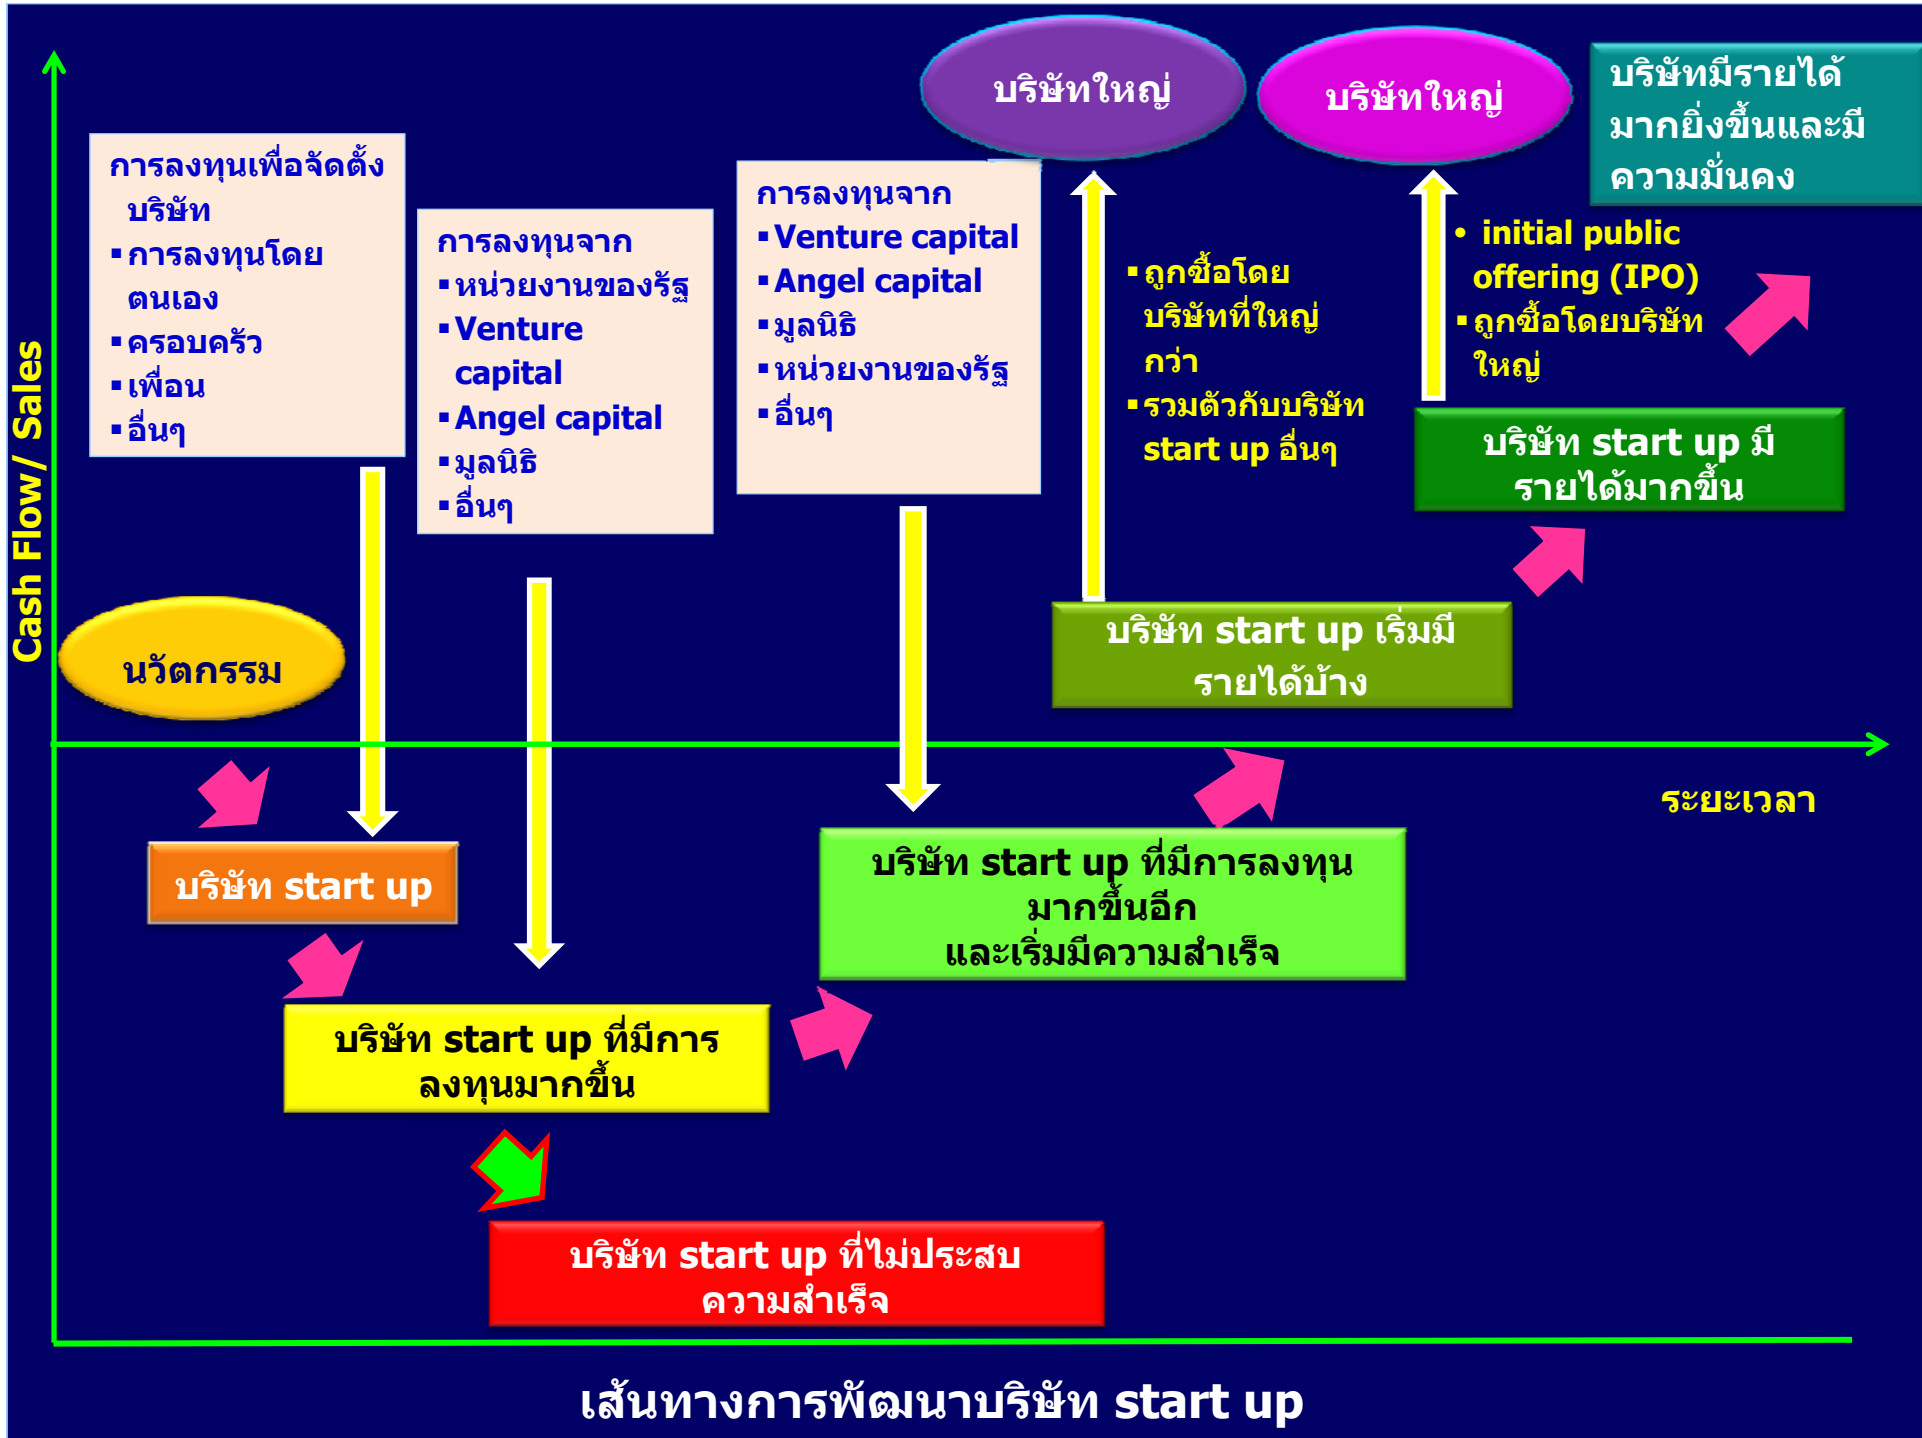 บริษัทใหญ่
บริษัทใหญ่
บริษัทมีรายได้
มากยิ่งขึ้นและมี
ความมั่นคง
การลงทุนเพื่อจัดตั้ง
บริษัท
▪การลงทุนโดย
ตนเอง
▪ครอบครัว
▪เพื่อน
▪อื่นๆ
การลงทุนจาก
▪หน่วยงานของรัฐ
▪Venture
capital
▪Angel capital
▪มูลนิธิ
▪อื่นๆ
การลงทุนจาก
▪Venture capital
▪Angel capital
▪มูลนิธิ
▪หน่วยงานของรัฐ
▪อื่นๆ
▪ถูกซื้อโดย
บริษัทที่ใหญ่
กว่า
▪รวมตัวกับบริษัท
start up อื่นๆ
• initial public
offering (IPO)
▪ถูกซื้อโดยบริษัท
ใหญ่
Cash Flow/ Sales
บริษัท start up มี
รายได้มากขึ้น
นวัตกรรม
บริษัท start up เริ่มมี
รายได้บ้าง
ระยะเวลา
บริษัท start up
บริษัท start up ที่มีการลงทุน
มากขึ้นอีก
และเริ่มมีความสำเร็จ
บริษัท start up ที่มีการ
ลงทุนมากขึ้น
บริษัท start up ที่ไม่ประสบ
ความสำเร็จ
เส้นทางการพัฒนาบริษัท start up